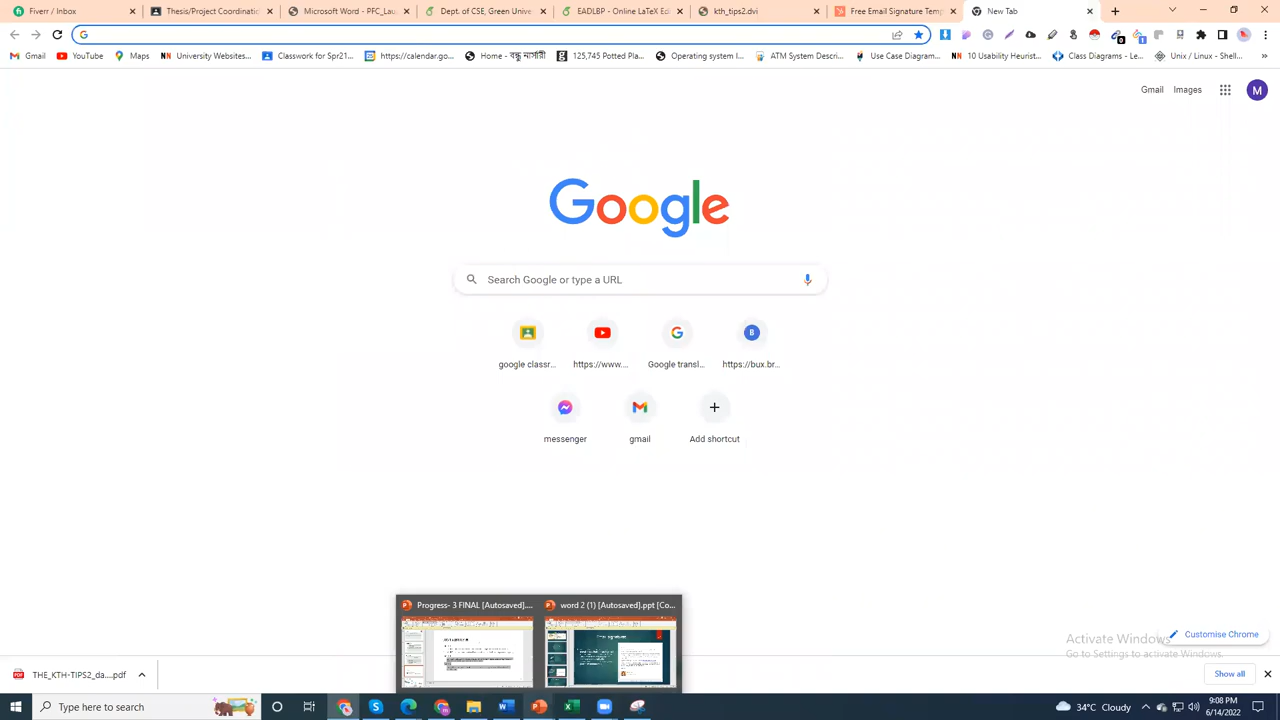 Fiverr / Inbox
Thesis/Project Coordinatio
Microsoft Word - PFC_Lau
Dept. of CSE, Green Univer
EADLBP - Online LaTeX Ed
kth_tips2.dvi
Free Email Signature Temp
New Tab
Gmail
YouTube
Maps
NN University Websites...
Classwork for Spr21...
https://calendar.go...
Home - বন্ধু নার্সারী
125,745 Potted Pla...
Operating system I...
ATM System Descri...
Use Case Diagram...
NN 10 Usability Heurist...
Class Diagrams - Le...
Unix / Linux - Shell...
Gmail
Images
M
Google
Search Google or type a URL
google classr...
https://www....
Google transl...
B
https://bux.br...
messenger
gmail
Add shortcut
Progress- 3 FINAL [Autosaved]....
word 2 (1) [Autosaved].ppt [Co...
Customise Chrome
Activate Windows
Go to Settings to activate Windows.
THE_KTH-TIPS2_da....pdf
Show all
Type here to search
34°C Cloudy
9:08 PM
6/14/2022